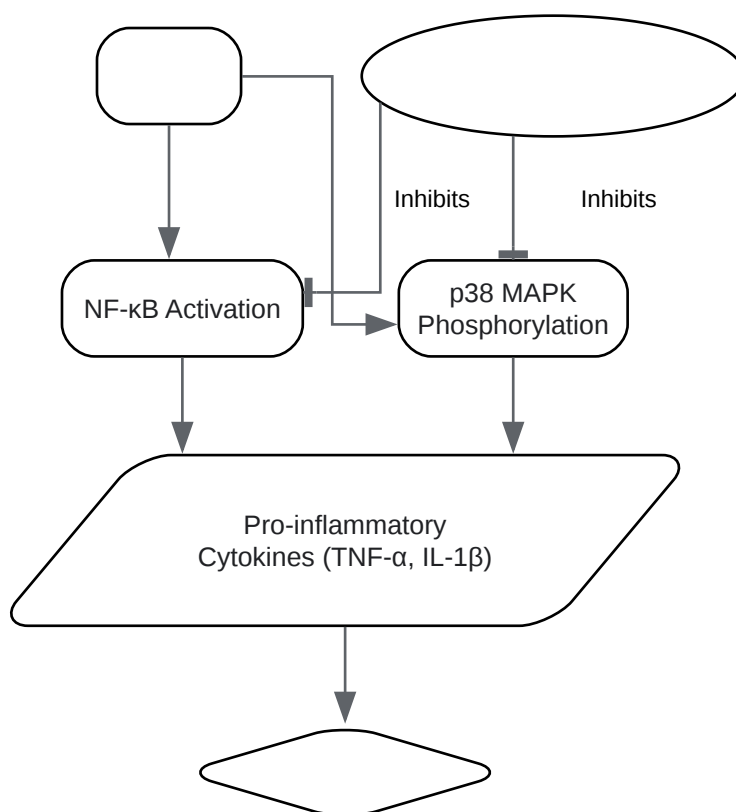 Inhibits
Inhibits
NF-κB Activation
p38 MAPK
Phosphorylation
Pro-inflammatory
Cytokines (TNF-α, IL-1β)